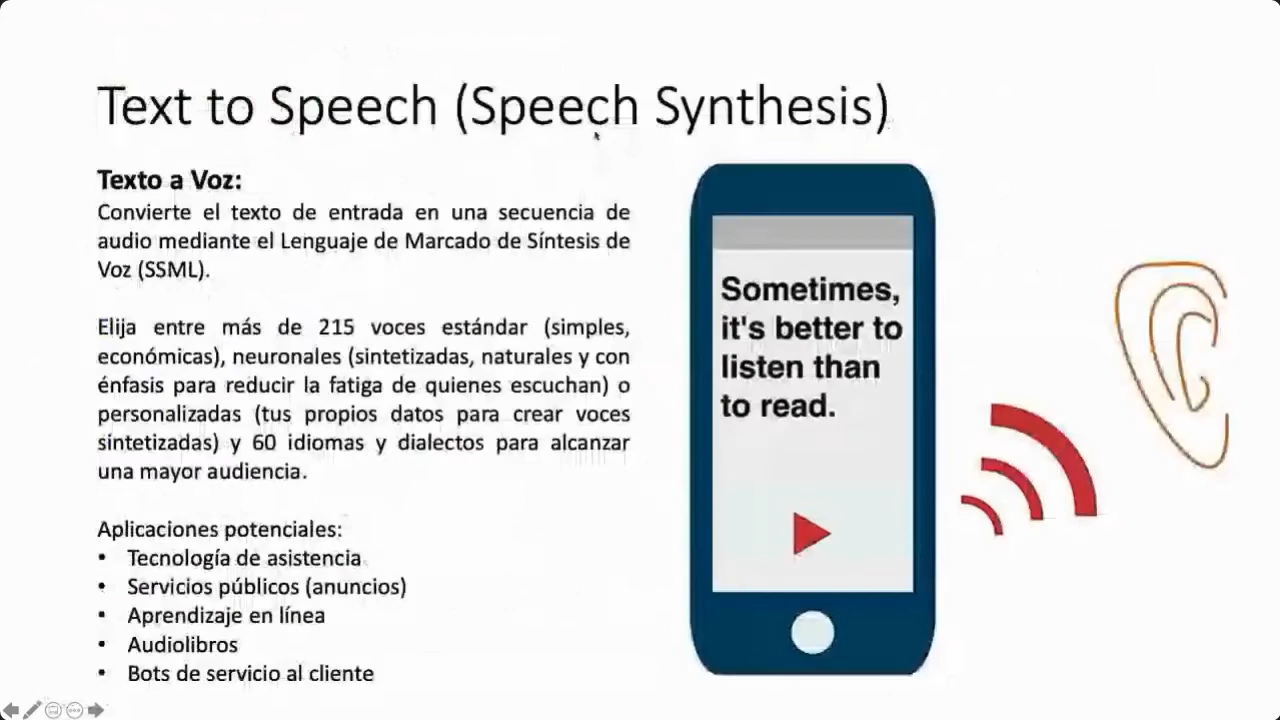 Text to Speech (Speech Synthesis)
Texto a Voz:
Convierte el texto de entrada en una secuencia de
audio mediante el Lenguaje de Marcado de Síntesis de
Voz (SSML).
Elija entre más de 215 voces estándar (simples,
económicas), neuronales (sintetizadas, naturales y con
énfasis para reducir la fatiga de quienes escuchan) o
personalizadas (tus propios datos para crear voces
sintetizadas) y 60 idiomas y dialectos para alcanzar
una mayor audiencia.
Aplicaciones potenciales:
• Tecnología de asistencia
• Servicios públicos (anuncios)
• Aprendizaje en línea
• Audiolibros
• Bots de servicio al cliente
Sometimes,
it's better to
listen than
to read.